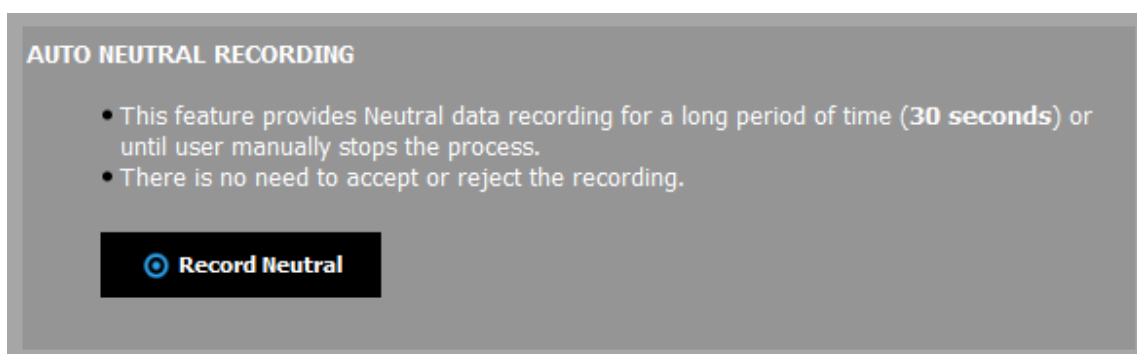 AUTO NEUTRAL RECORDING
• This feature provides Neutral data recording for a long period of time (30 seconds) or
until user manually stops the process.
• There is no need to accept or reject the recording.
Record Neutral